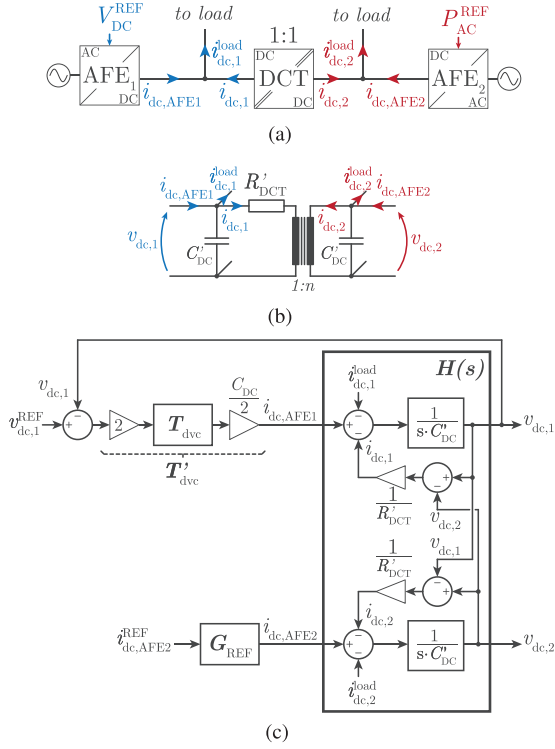 V_DC^REF
to load
to load
P_AC^REF
AC
AFE_1
DC
i_dc,AFE1
i_dc,1^load
i_dc,1
1:1
DC
DCT
DC
i_dc,2
i_dc,2^load
i_dc,AFE2
DC
AFE_2
AC
(a)
i_dc,AFE1
i_dc,1^load
i_dc,1
R'_DCT
i_dc,2
i_dc,2^load
i_dc,AFE2
v_dc,1
C'_DC
C'_DC
v_dc,2
1:n
(b)
H(s)
v_dc,1
v_dc,1^REF
+
−
2
T_dvc
C_DC/2
i_dc,AFE1
T'_dvc
i_dc,1^load
+
−
−
1/(s·C'_DC)
v_dc,1
i_dc,1
1/R'_DCT
−
+
v_dc,2
v_dc,1
1/R'_DCT
−
+
i_dc,2
i_dc,AFE2^REF
G_REF
i_dc,AFE2
+
−
−
1/(s·C'_DC)
v_dc,2
i_dc,2^load
(c)